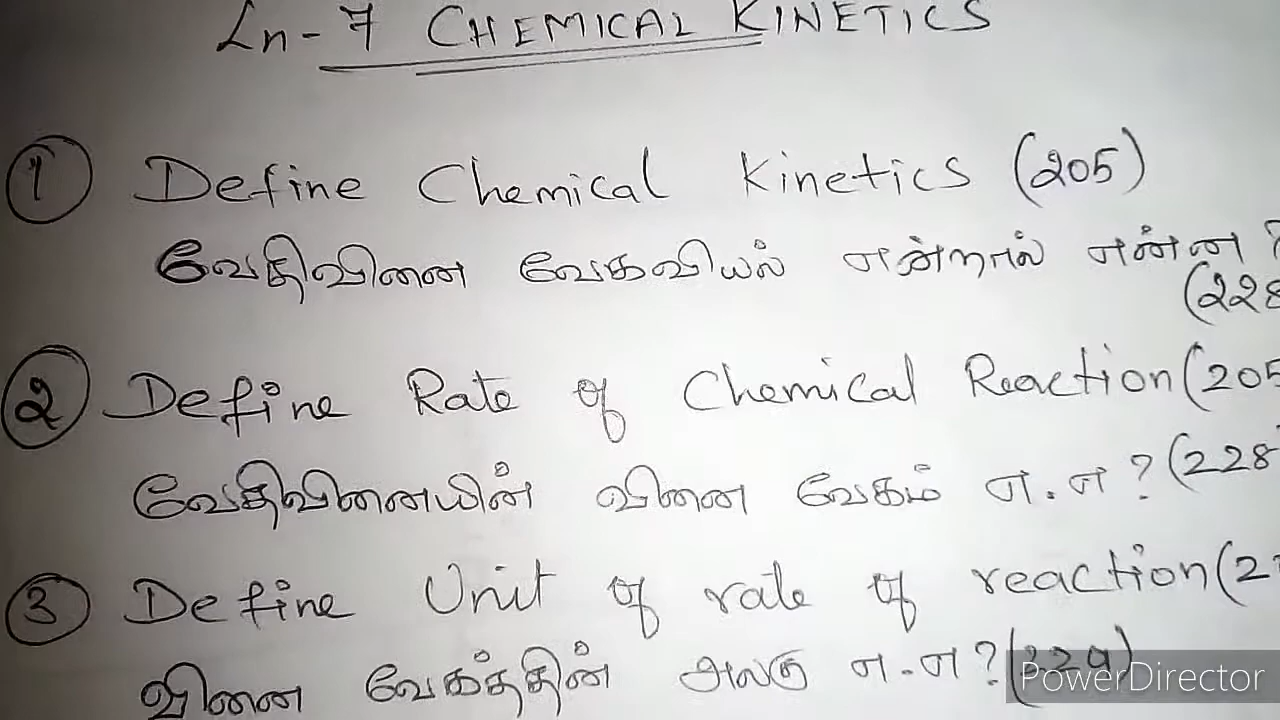 Ln - 7 CHEMICAL KINETICS
1 Define Chemical Kinetics (205)
வேதிவினை வேகவியல் என்றால் என்ன?
(228
2 Define Rate of Chemical Reaction (205
வேதிவினையின் வினை வேகம் எ.எ? (228
3 Define Unit of rate of reaction (2
வினை வேகத்தின் அலகு எ.எ? (229)
PowerDirector